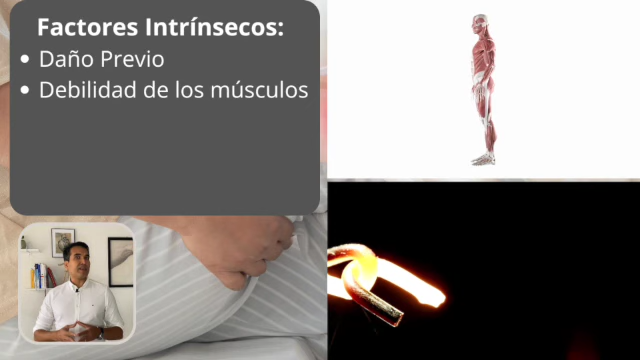 Factores Intrínsecos:
Daño Previo
Debilidad de los músculos